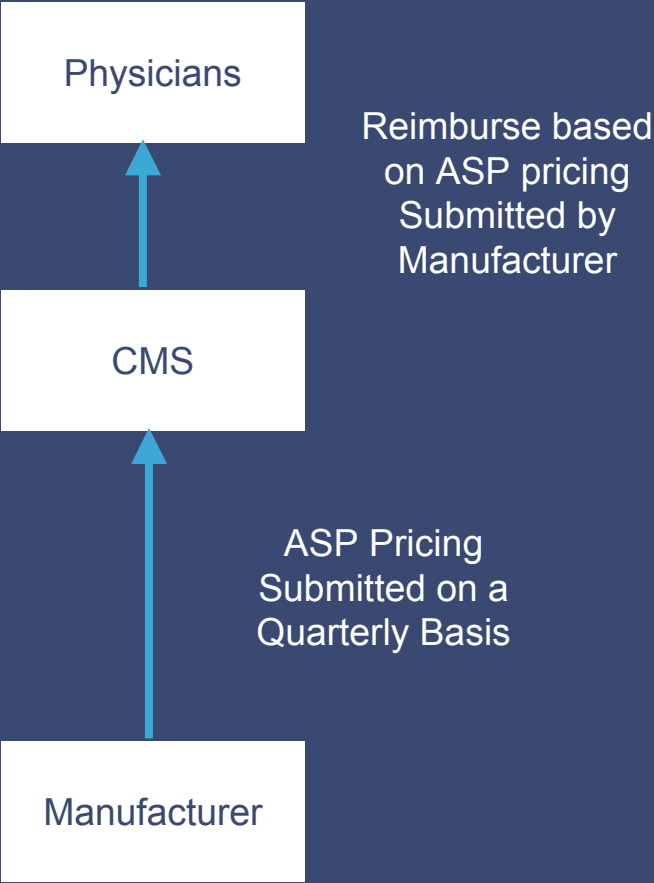 Physicians
Reimburse based
on ASP pricing
Submitted by
Manufacturer
CMS
ASP Pricing
Submitted on a
Quarterly Basis
Manufacturer